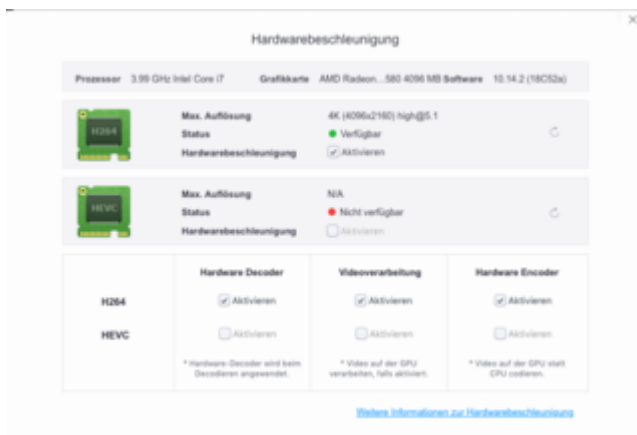 Hardwarebeschleunigung
Prozessor 3.99 GHz Intel Core i7 Grafikkarte AMD Radeon...580 4096 MB Software 10.14.2 (18C52a)
H264
Max. Auflösung 4K (4096x2160) high@5.1
Status Verfügbar
Hardwarebeschleunigung Aktivieren
HEVC
Max. Auflösung N/A
Status Nicht verfügbar
Hardwarebeschleunigung Aktivieren
Hardware Decoder Videoverarbeitung Hardware Encoder
H264 Aktivieren Aktivieren Aktivieren
HEVC Aktivieren Aktivieren Aktivieren
* Hardware-Decoder wird beim * Video auf der GPU * Video auf der GPU statt
Decodieren angewendet. verarbeiten, falls aktiviert. CPU codieren.
Weitere Informationen zur Hardwarebeschleunigung